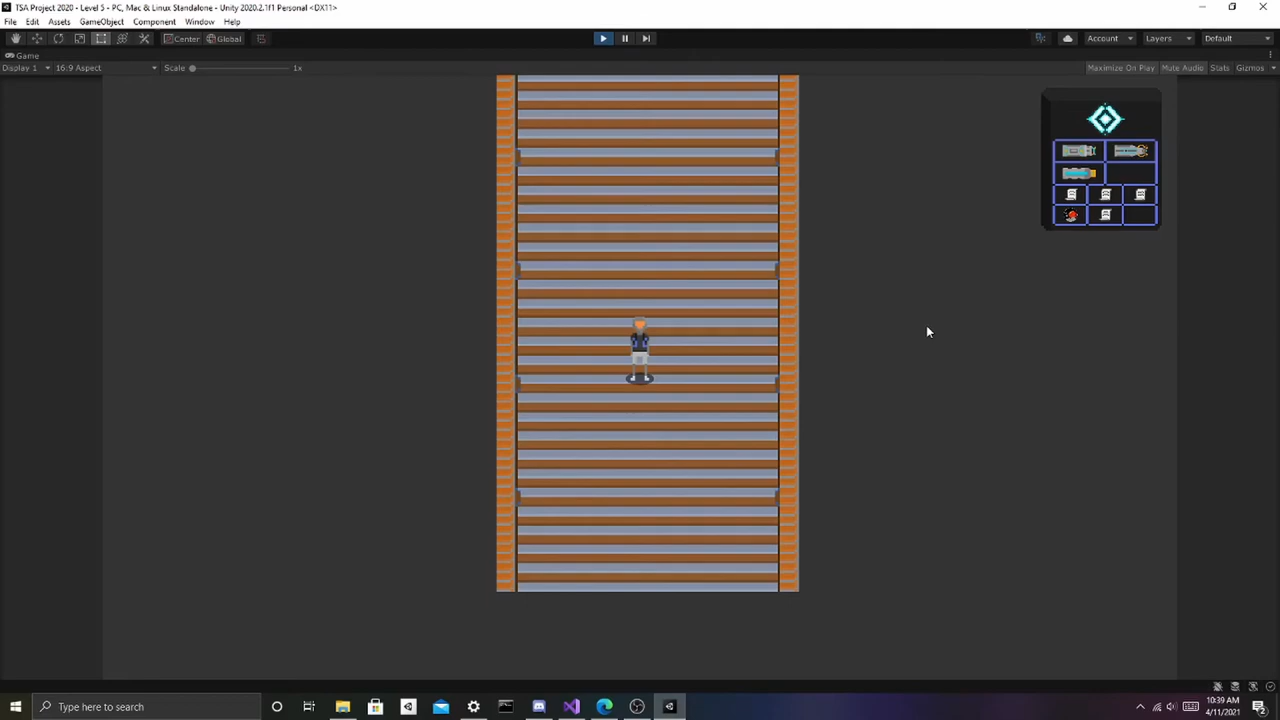 TSA Project 2020 - Level 5 - PC, Mac & Linux Standalone - Unity 2020.2.1f1 Personal <DX11>
File Edit Assets GameObject Component Window Help
Center Global Account Layers Default
Game
Display 1 16:9 Aspect Scale 1x Maximize On Play Mute Audio Stats Gizmos
Type here to search
10:39 AM
4/11/2021
2